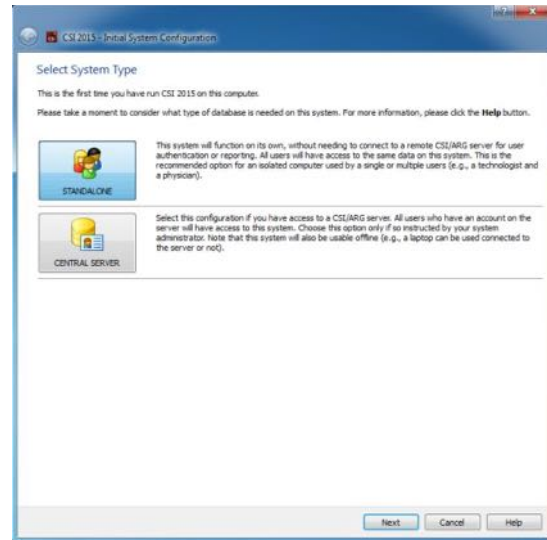 CSI 2015 - Initial System Configuration
Select System Type
This is the first time you have run CSI 2015 on this computer.
Please take a moment to consider what type of database is needed on this system. For more information, please click the Help button.
This system will function on its own, without needing to connect to a remote CSI/ARG server for user
authentication or reporting. All users will have access to the same data on this system. This is the
recommended option for an isolated computer used by a single or multiple users (e.g., a technologist and
a physician).
STANDALONE
Select this configuration if you have access to a CSI/ARG server. All users who have an account on the
server will have access to this system. Choose this option only if so instructed by your system
administrator. Note that this system will also be usable offline (e.g., a laptop can be used connected to
the server or not).
CENTRAL SERVER
Next Cancel Help